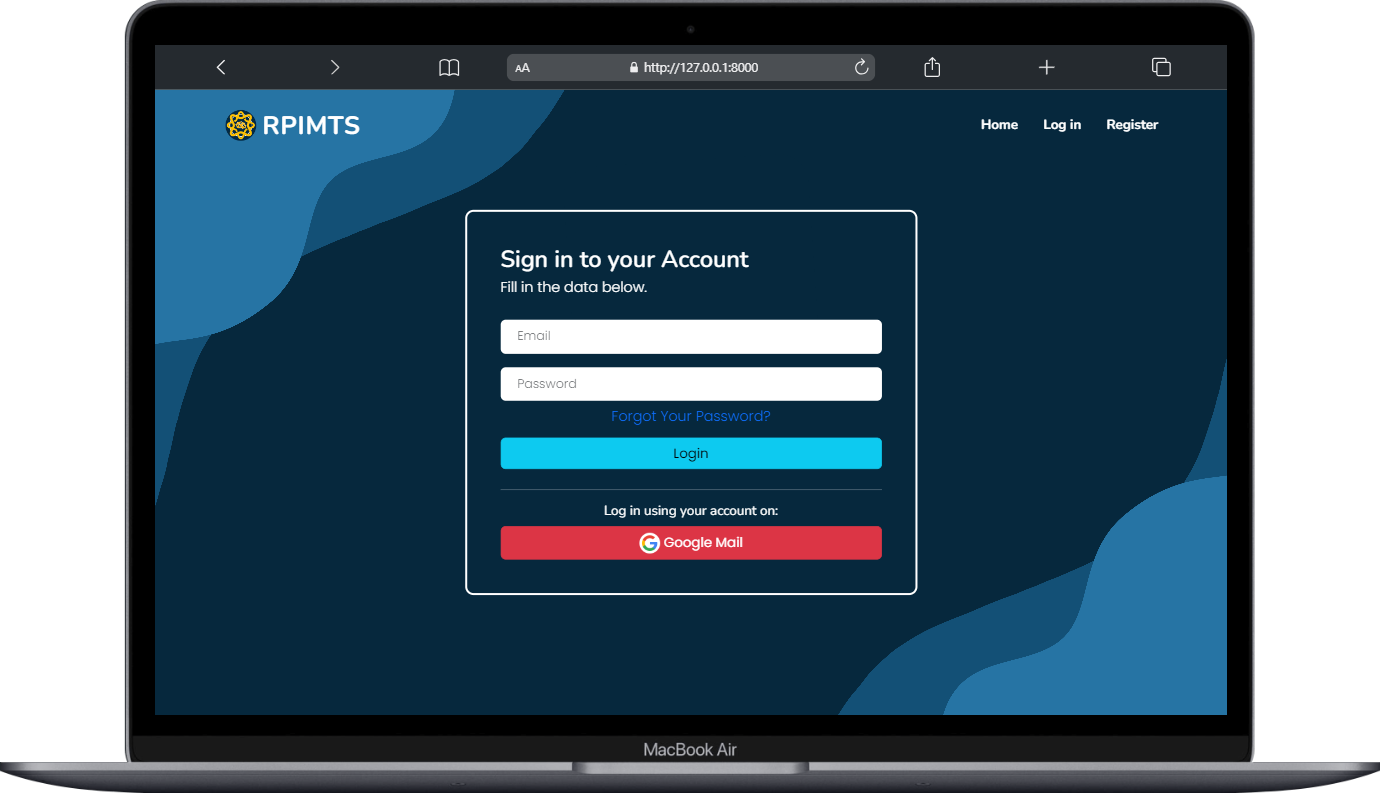 AA http://127.0.0.1:8000
RPIMTS Home Log in Register
Sign in to your Account
Fill in the data below.
Email
Password
Forgot Your Password?
Login
Log in using your account on:
Google Mail
MacBook Air